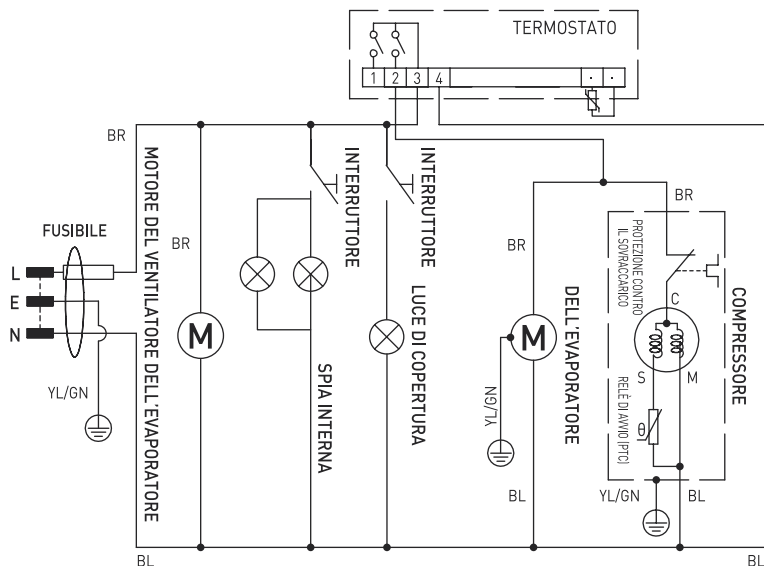 TERMOSTATO
1 2 3 4
BR
MOTORE DEL VENTILATORE DELL'EVAPORATORE
FUSIBILE
L
E
N
YL/GN
BR
M
INTERRUTTORE
SPIA INTERNA
INTERRUTTORE
LUCE DI COPERTURA
BR
M
YL/GN
DELL'EVAPORATORE
BL
BR
PROTEZIONE CONTRO
IL SOVRACCARICO
C
S M
RELÈ DI AVVIO (PTC)
θ
COMPRESSORE
YL/GN
BL
BL
BL